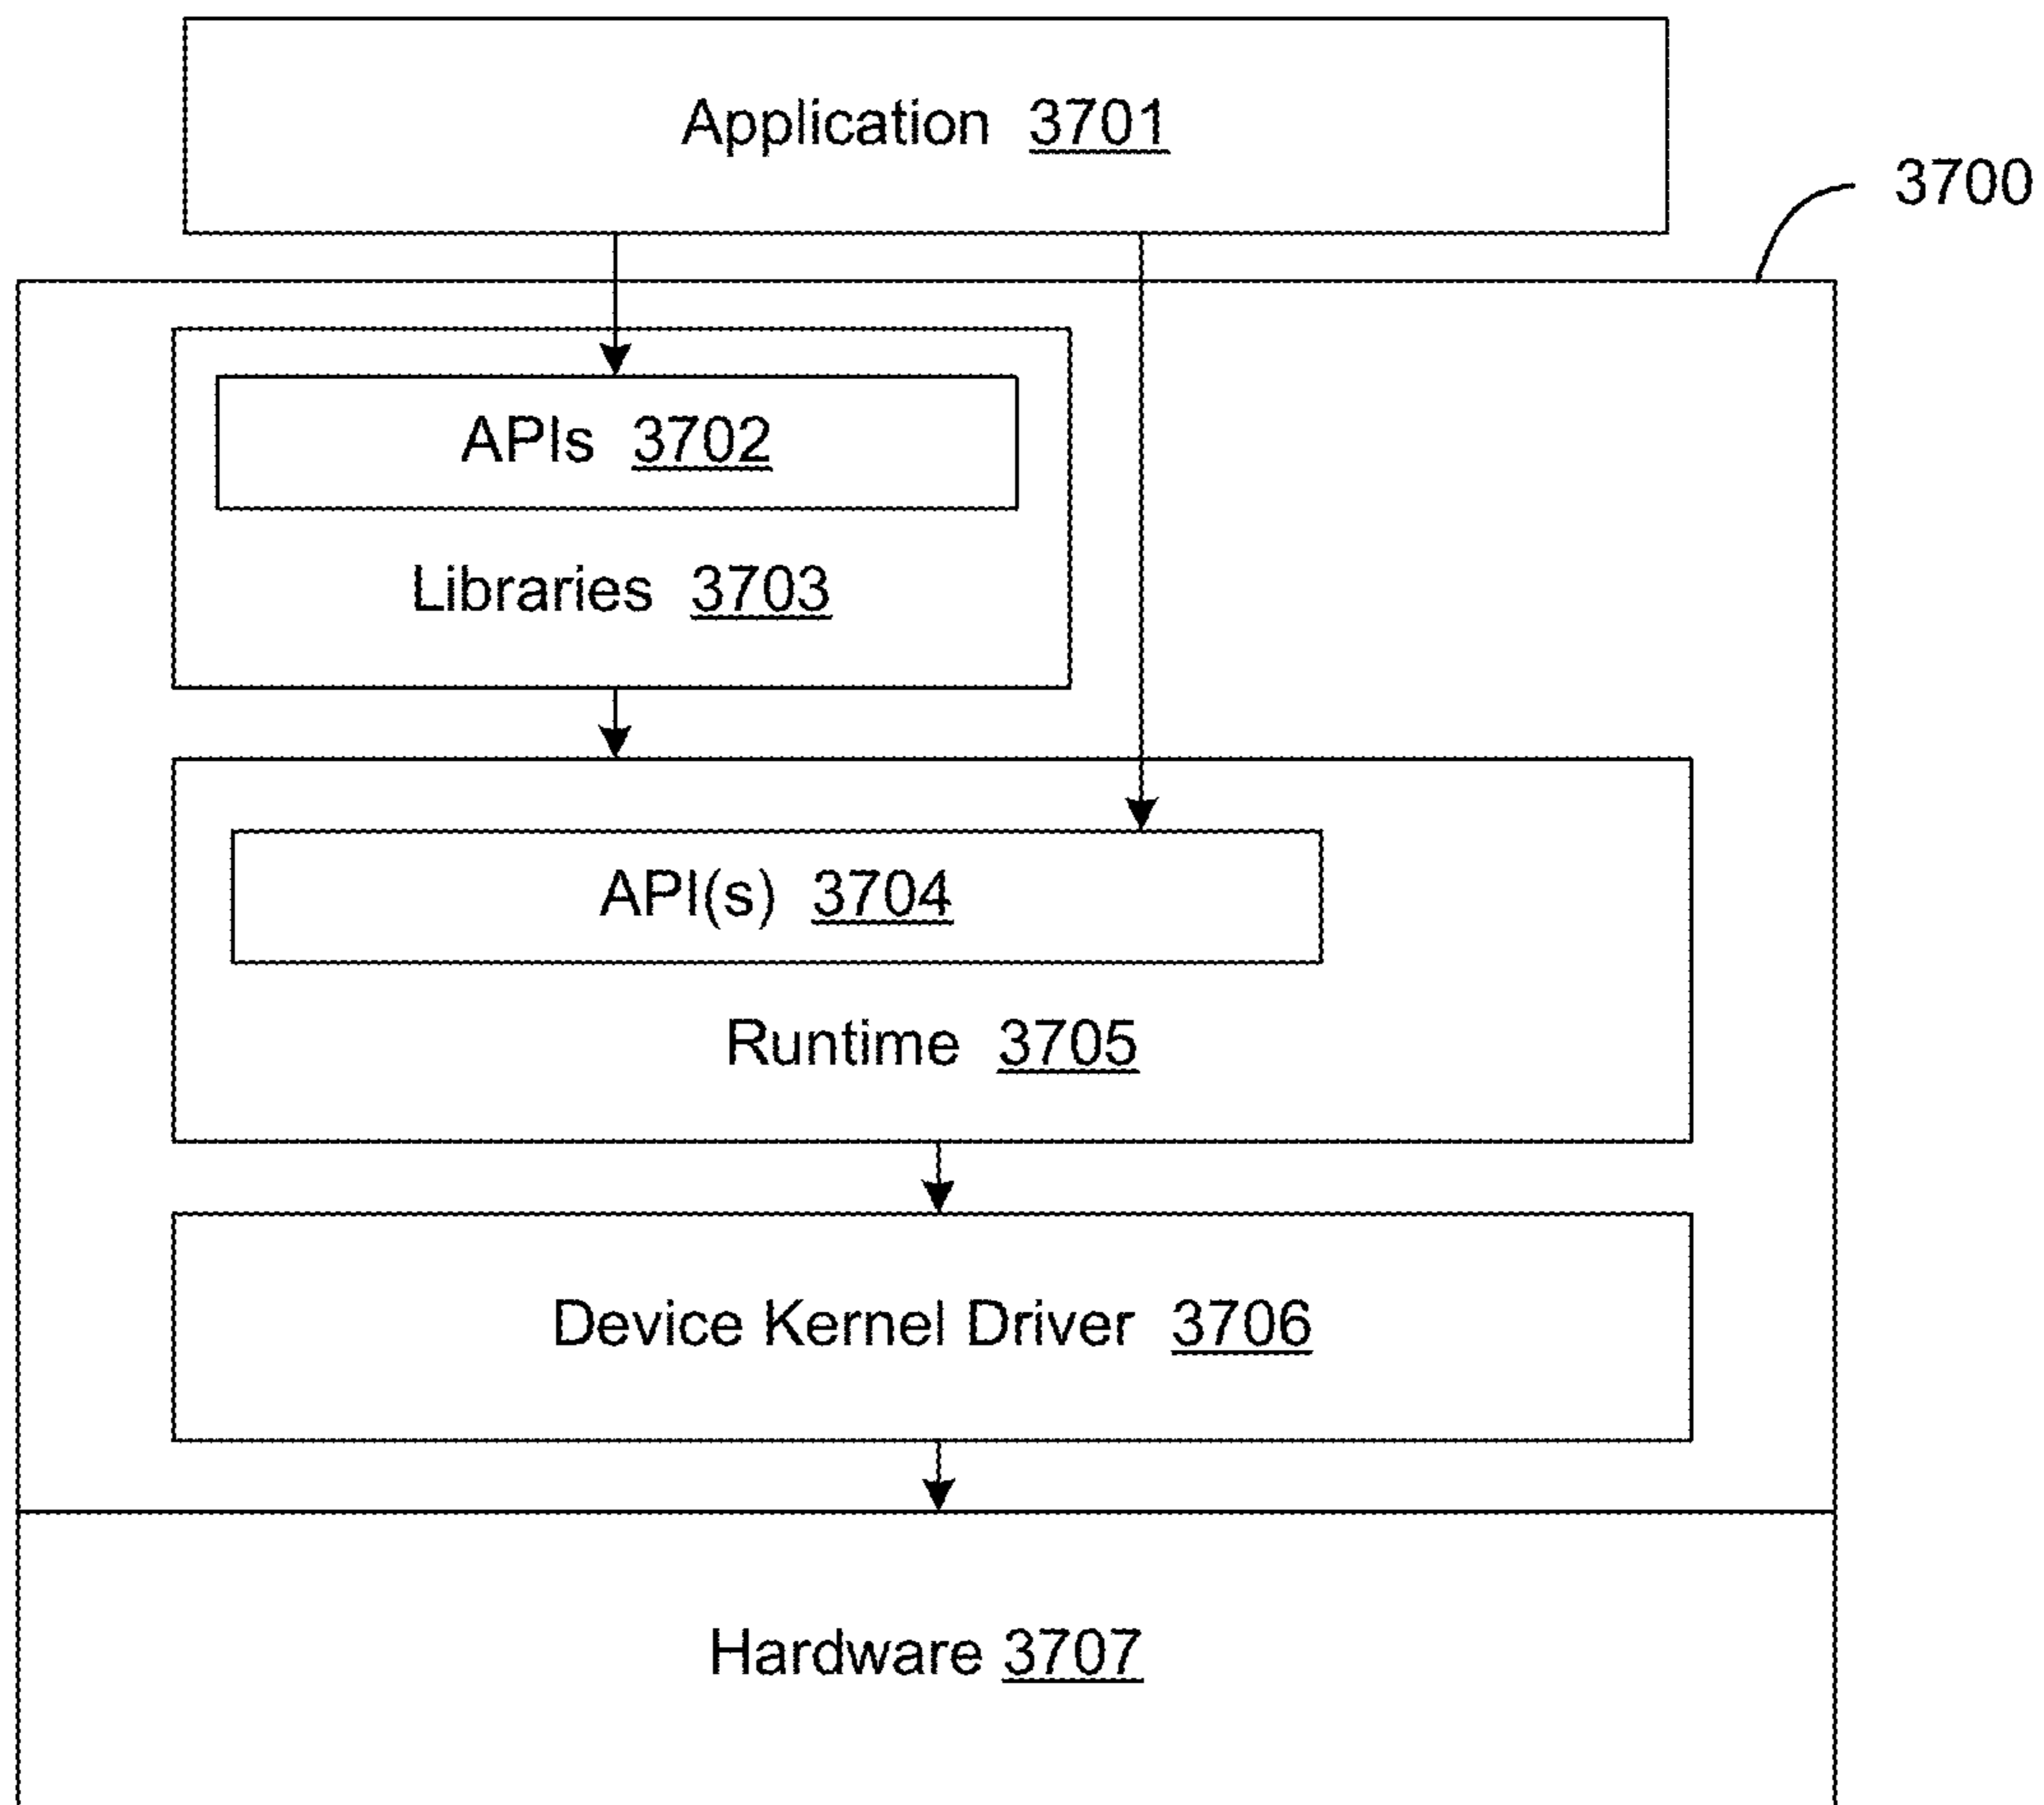 Application 3701
3700
APIs 3702
Libraries 3703
API(s) 3704
Runtime 3705
Device Kernel Driver 3706
Hardware 3707